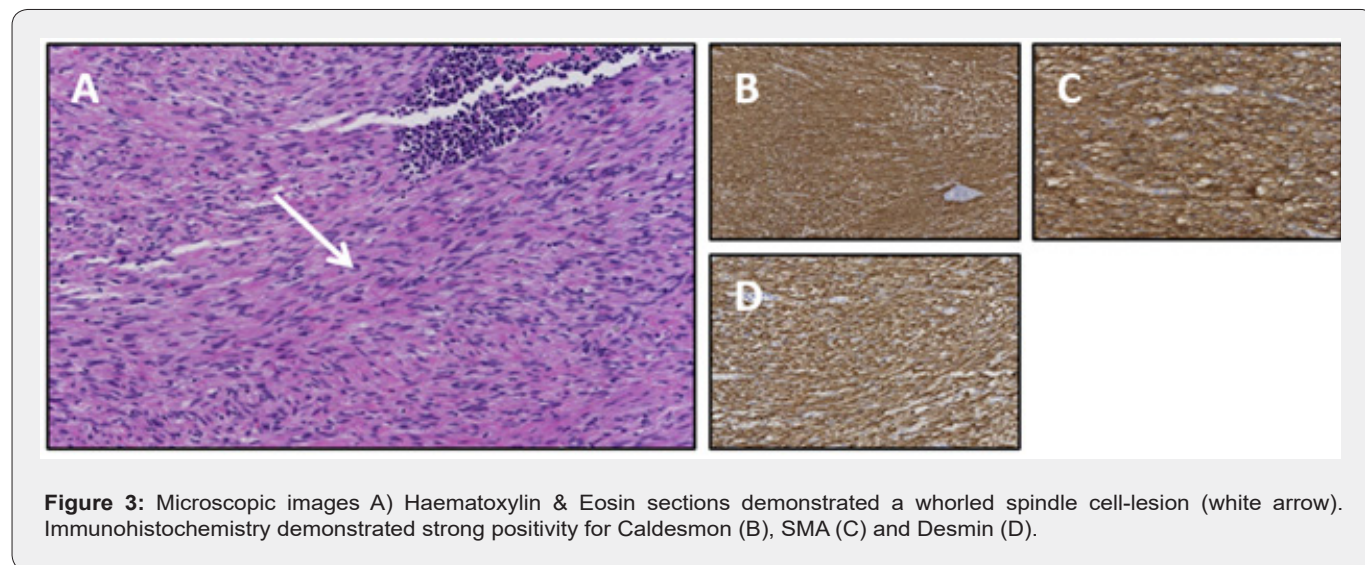 A
B
C
D
Figure 3: Microscopic images A) Haematoxylin & Eosin sections demonstrated a whorled spindle cell-lesion (white arrow).
Immunohistochemistry demonstrated strong positivity for Caldesmon (B), SMA (C) and Desmin (D).